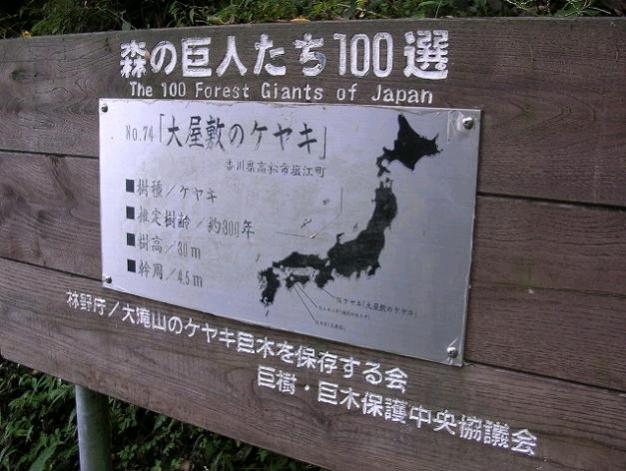 森の巨人たち100選
The 100 Forest Giants of Japan
No.74「大屋敷のケヤキ」
香川県高松市塩江町
■樹種/ケヤキ
■推定樹齢/約300年
■樹高/30m
■幹周/4.5m
林野庁/大滝山のケヤキ巨木を保存する会
巨樹・巨木保護中央協議会